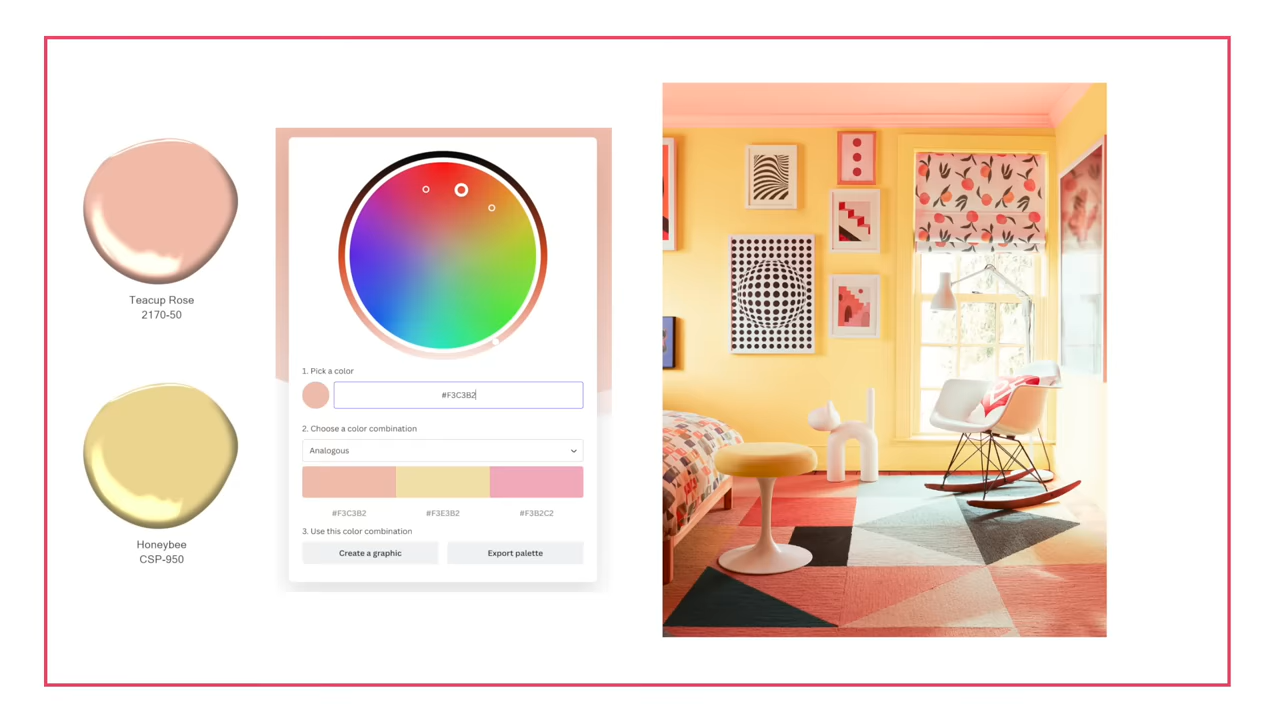 Teacup Rose
2170-50
Honeybee
CSP-950
1. Pick a color
#F3C3B2
2. Choose a color combination
Analogous
#F3C3B2
#F3E3B2
#F3B2C2
3. Use this color combination
Create a graphic
Export palette